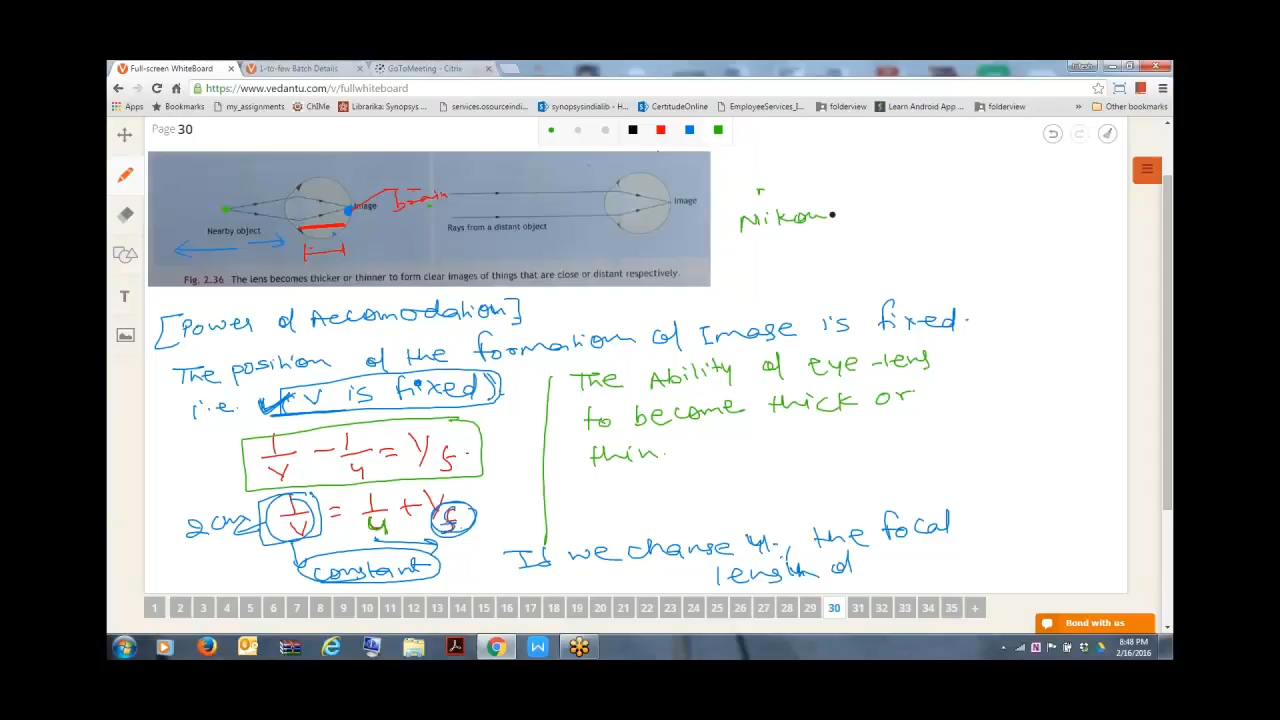 Full-screen WhiteBoard
1-to-few Batch Details
GoToMeeting - Citrix
Hitesh
https://www.vedantu.com/v/fullwhiteboard
Apps Bookmarks my_assignments ChIMe Librarika: Synopsys ... services.osourceindi... synopsysindialib - H... CertitudeOnline EmployeeServices_I... folderview Learn Android App ... folderview » Other bookmarks
Page 30
Image
Brain
Nearby object
Rays from a distant object
Image
Fig. 2.36 The lens becomes thicker or thinner to form clear images of things that are close or distant respectively.
Nikon
[Power of Accomodation]
The position of the formation of Image is fixed.
i.e. (V is fixed)
1/v - 1/u = 1/f.
2cm 1/v = 1/u + 1/f
constant
The Ability of eye-lens
to become thick or
thin.
If we change u, the focal
length of
1 2 3 4 5 6 7 8 9 10 11 12 13 14 15 16 17 18 19 20 21 22 23 24 25 26 27 28 29 30 31 32 33 34 35 +
Bond with us
8:48 PM
2/16/2016